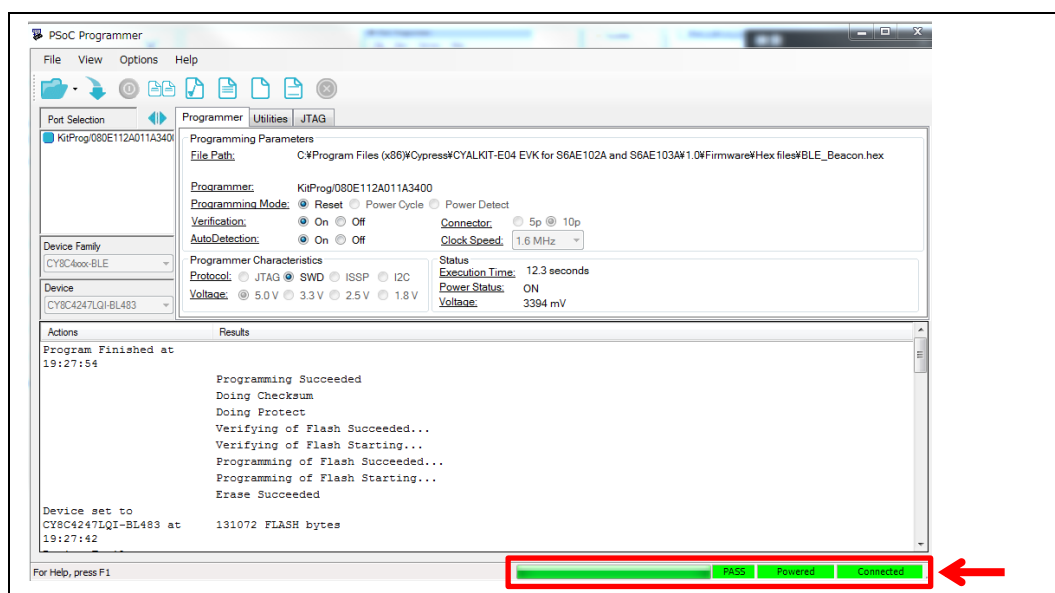 PSoC Programmer
File View Options Help
Port Selection
Programmer Utilities JTAG
KitProg/080E112A011A340
Programming Parameters
File Path: C:¥Program Files (x86)¥Cypress¥CYALKIT-E04 EVK for S6AE102A and S6AE103A¥1.0¥Firmware¥Hex files¥BLE_Beacon.hex
Programmer: KitProg/080E112A011A3400
Programming Mode: Reset Power Cycle Power Detect
Verification: On Off Connector: 5p 10p
AutoDetection: On Off Clock Speed: 1.6 MHz
Device Family
CY8C4xxx-BLE
Device
CY8C4247LQI-BL483
Programmer Characteristics
Protocol: JTAG SWD ISSP I2C
Voltage: 5.0 V 3.3 V 2.5 V 1.8 V
Status
Execution Time: 12.3 seconds
Power Status: ON
Voltage: 3394 mV
Actions Results
Program Finished at
19:27:54
Programming Succeeded
Doing Checksum
Doing Protect
Verifying of Flash Succeeded...
Verifying of Flash Starting...
Programming of Flash Succeeded...
Programming of Flash Starting...
Erase Succeeded
Device set to
CY8C4247LQI-BL483 at 131072 FLASH bytes
19:27:42
For Help, press F1
PASS Powered Connected